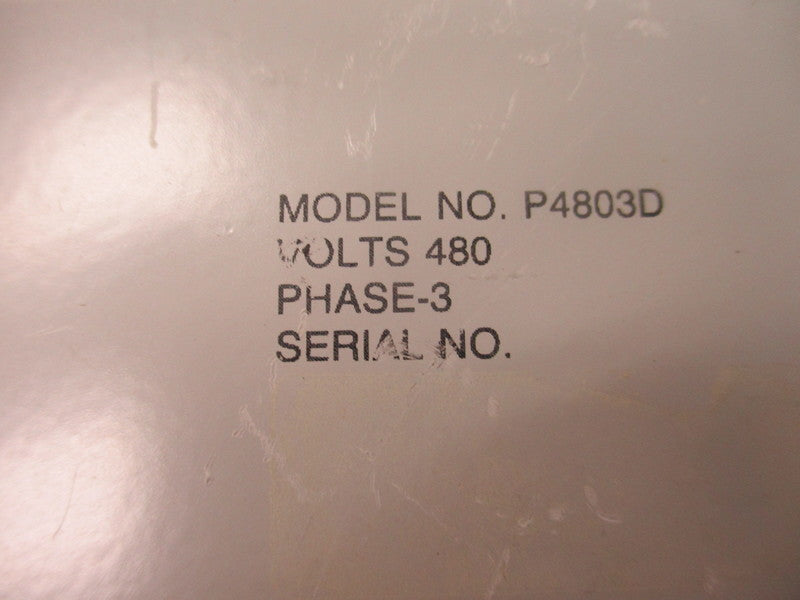 MODEL NO. P4803D
VOLTS 480
PHASE-3
SERIAL NO.